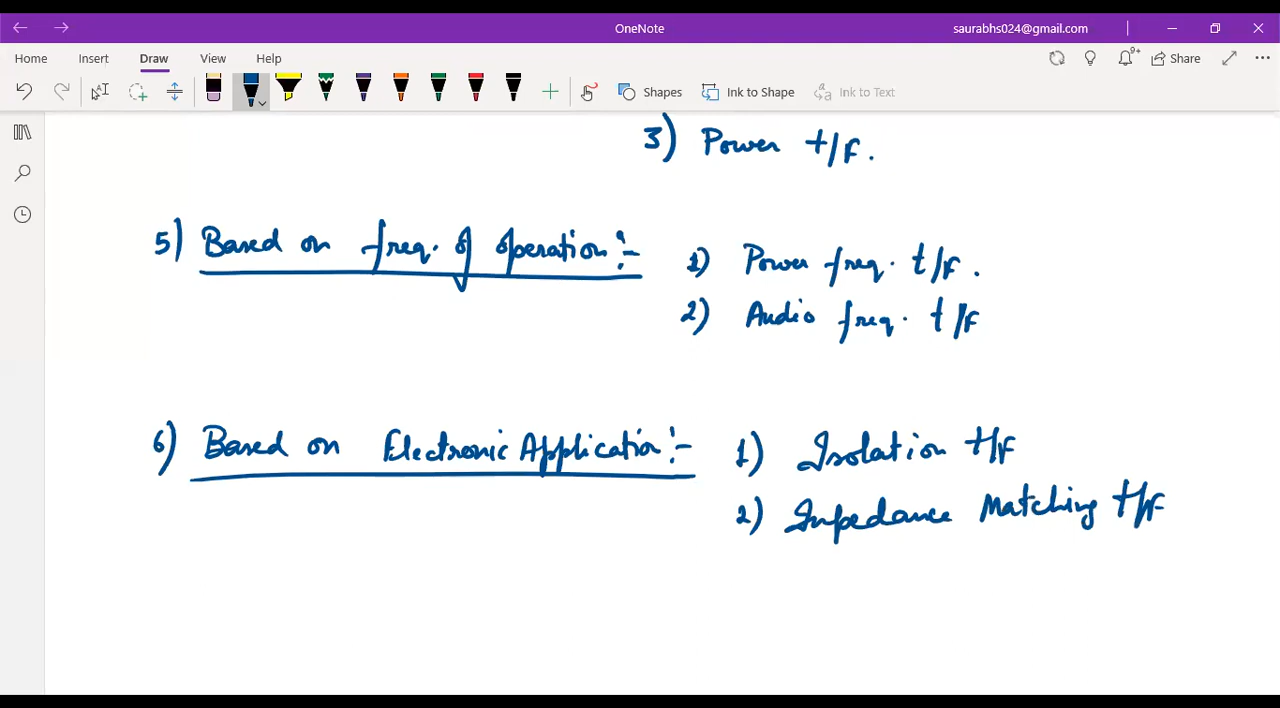 OneNote
saurabhs024@gmail.com
Home Insert Draw View Help
Share
Shapes Ink to Shape Ink to Text
3) Power t/f.
5) Based on freq. of operation :- 1) Power freq. t/f.
2) Audio freq. t/f
6) Based on Electronic Application :- 1) Isolation t/f
2) Impedance Matching t/f